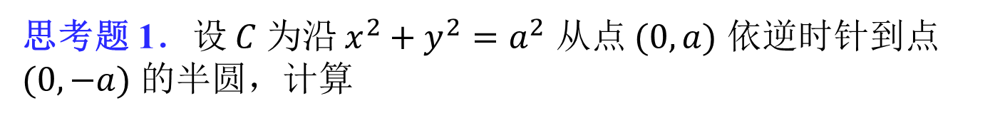 思考题 1. 设 C 为沿 x² + y² = a² 从点 (0, a) 依逆时针到点
(0, −a) 的半圆，计算